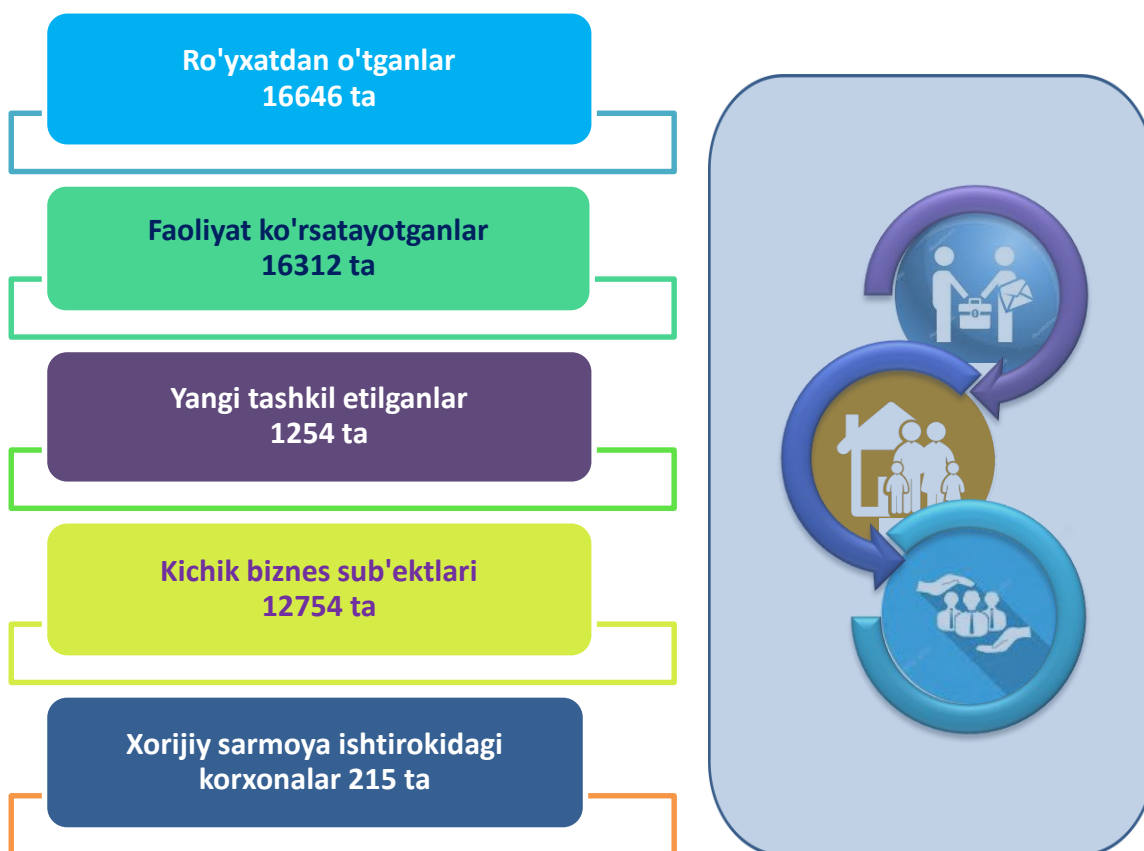 Ro'yxatdan o'tganlar
16646 ta
Faoliyat ko'rsatayotganlar
16312 ta
Yangi tashkil etilganlar
1254 ta
Kichik biznes sub'ektlari
12754 ta
Xorijiy sarmoya ishtirokidagi
korxonalar 215 ta